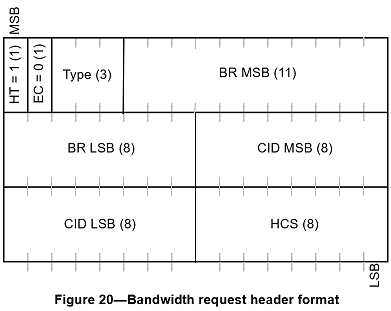 MSB
HT = 1 (1)
EC = 0 (1)
Type (3)
BR MSB (11)
BR LSB (8)
CID MSB (8)
CID LSB (8)
HCS (8)
LSB
Figure 20—Bandwidth request header format